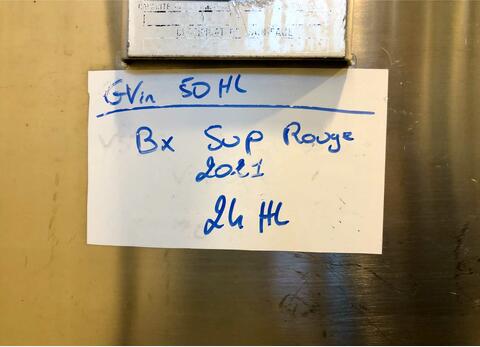 GVin 50 HL
Bx Sup Rouge
2021
24 HL